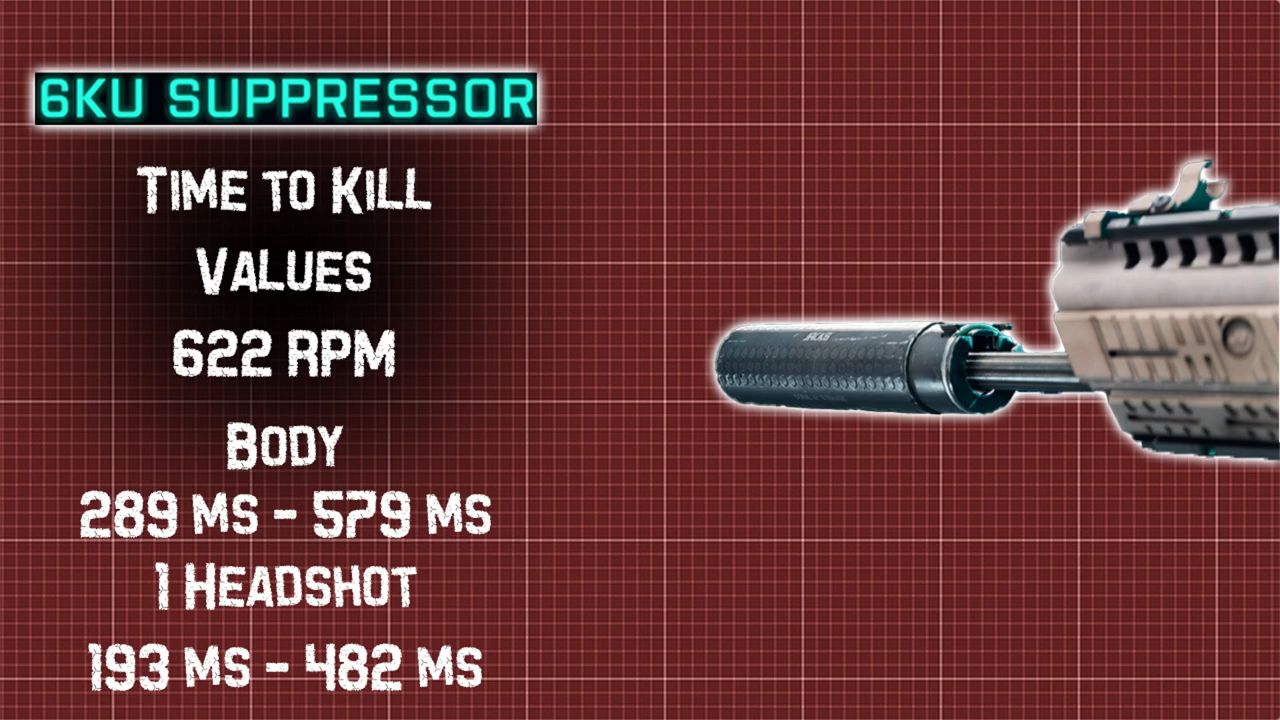 6KU SUPPRESSOR
TIME TO KILL
VALUES
622 RPM
BODY
289 MS - 579 MS
1 HEADSHOT
193 MS - 482 MS